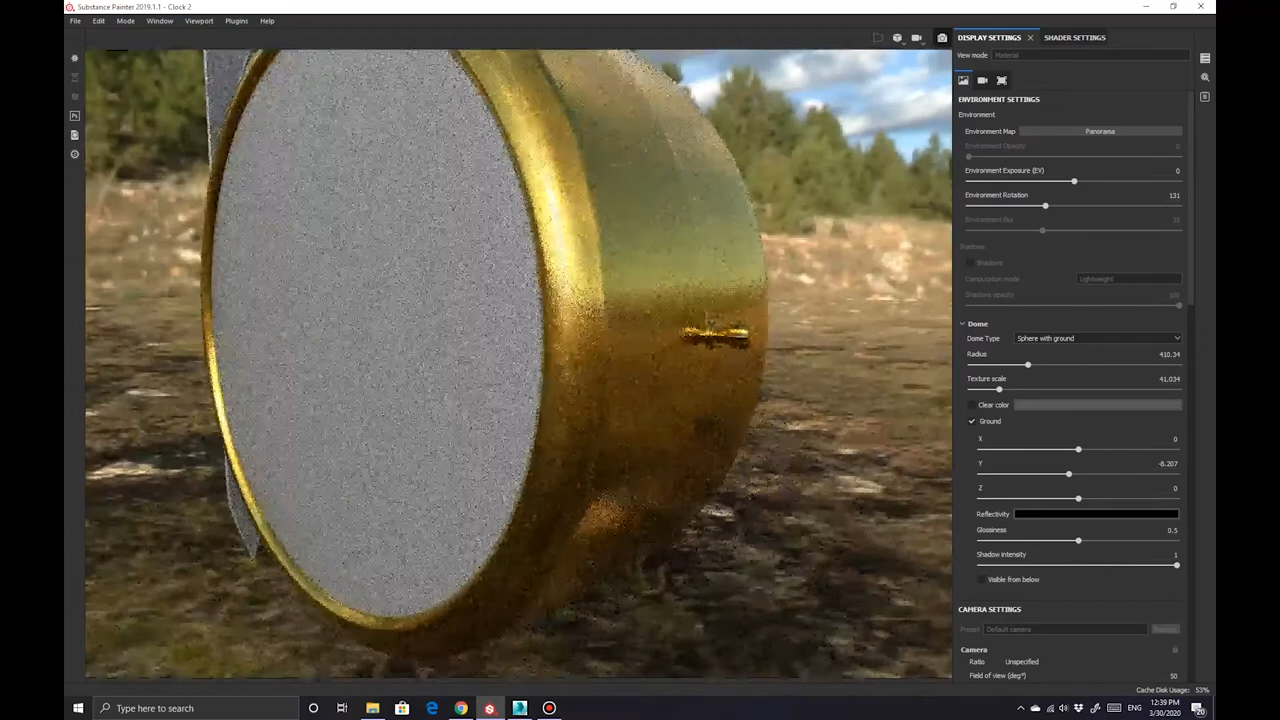 Substance Painter 2019.1.1 - Clock 2
File Edit Mode Window Viewport Plugins Help
DISPLAY SETTINGS SHADER SETTINGS
View mode Material
ENVIRONMENT SETTINGS
Environment
Environment Map Panorama
Environment Opacity 0
Environment Exposure (EV) 0
Environment Rotation 131
Environment Blur
Shadows
Shadows
Computation mode Lightweight
Shadows opacity 100
Dome
Dome Type Sphere with ground
Radius 410.34
Texture scale 41.034
Clear color
Ground
X 0
Y -8.207
Z 0
Reflectivity
Glossiness 0.5
Shadow intensity 1
Visible from below
CAMERA SETTINGS
Preset Default camera
Camera
Ratio Unspecified
Field of view (deg°) 50
Cache Disk Usage: 53%
Type here to search
ENG
12:39 PM
3/30/2020
20
Ps